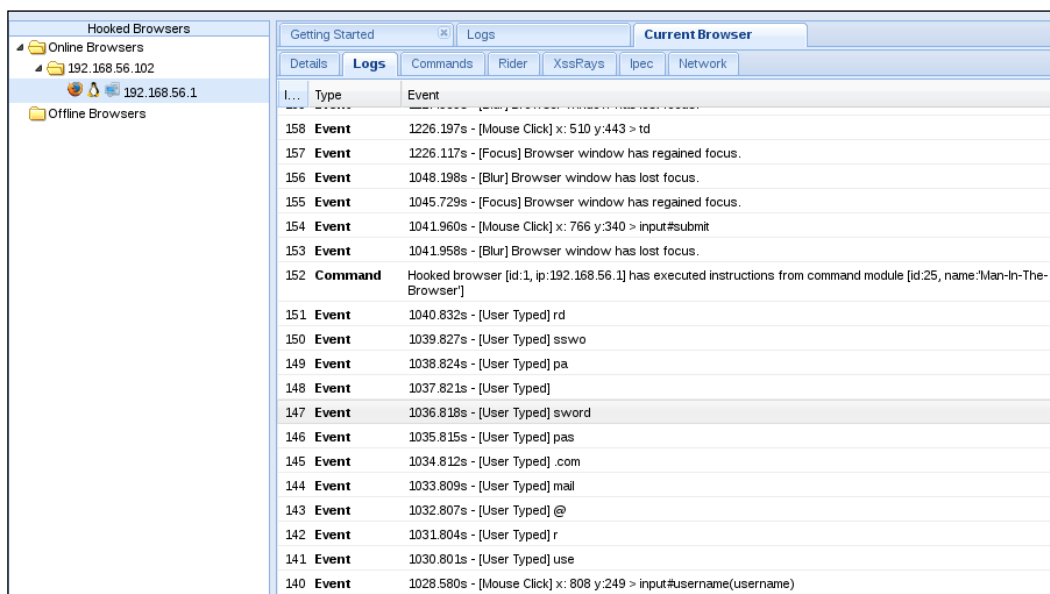 Hooked Browsers
Online Browsers
192.168.56.102
192.168.56.1
Offline Browsers
Getting Started Logs Current Browser
Details Logs Commands Rider XssRays Ipec Network
I... Type Event
158 Event 1226.197s - [Mouse Click] x: 510 y:443 > td
157 Event 1226.117s - [Focus] Browser window has regained focus.
156 Event 1048.198s - [Blur] Browser window has lost focus.
155 Event 1045.729s - [Focus] Browser window has regained focus.
154 Event 1041.960s - [Mouse Click] x: 766 y:340 > input#submit
153 Event 1041.958s - [Blur] Browser window has lost focus.
152 Command Hooked browser [id:1, ip:192.168.56.1] has executed instructions from command module [id:25, name:'Man-In-The-
Browser']
151 Event 1040.832s - [User Typed] rd
150 Event 1039.827s - [User Typed] sswo
149 Event 1038.824s - [User Typed] pa
148 Event 1037.821s - [User Typed]
147 Event 1036.818s - [User Typed] sword
146 Event 1035.815s - [User Typed] pas
145 Event 1034.812s - [User Typed] .com
144 Event 1033.809s - [User Typed] mail
143 Event 1032.807s - [User Typed] @
142 Event 1031.804s - [User Typed] r
141 Event 1030.801s - [User Typed] use
140 Event 1028.580s - [Mouse Click] x: 808 y:249 > input#username(username)